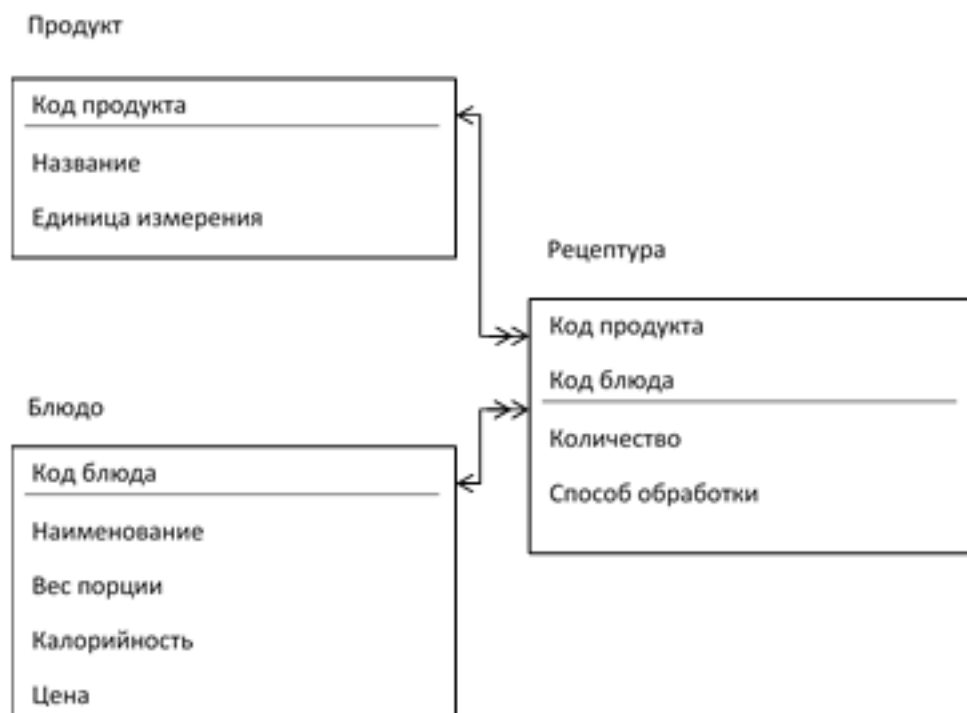 Продукт
Код продукта
Название
Единица измерения
Рецептура
Код продукта
Код блюда
Количество
Способ обработки
Блюдо
Код блюда
Наименование
Вес порции
Калорийность
Цена